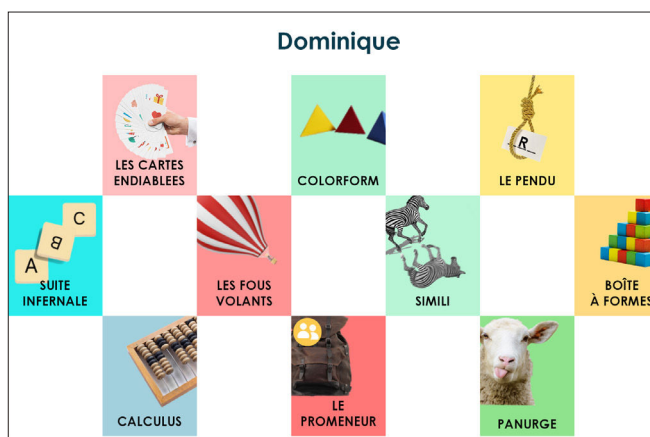 Dominique
LES CARTES
ENDIABLEES
COLORFORM
R
LE PENDU
C
B
A
SUITE
INFERNALE
LES FOUS
VOLANTS
SIMILI
BOÎTE
À FORMES
CALCULUS
LE
PROMENEUR
PANURGE